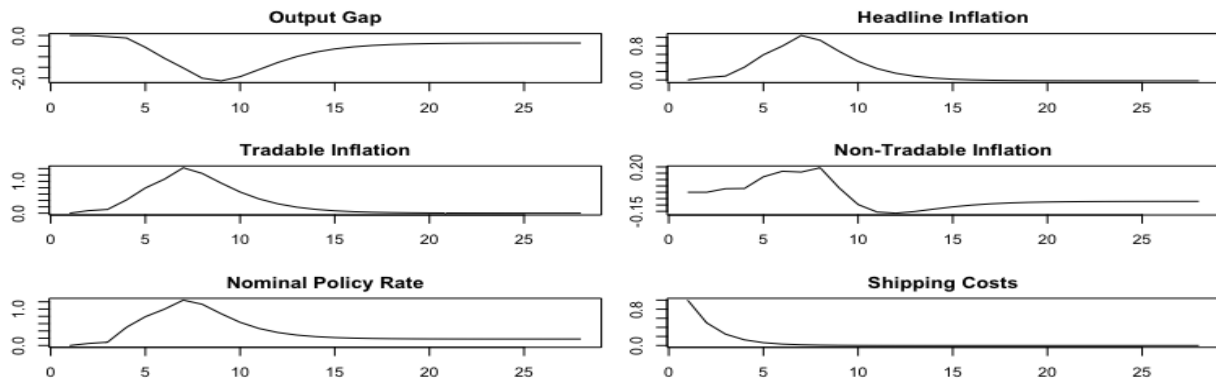 Output Gap
0.0
-2.0
0 5 10 15 20 25
Headline Inflation
0.8
0.0
0 5 10 15 20 25
Tradable Inflation
1.0
0.0
0 5 10 15 20 25
Non-Tradable Inflation
0.20
-0.15
0 5 10 15 20 25
Nominal Policy Rate
1.0
0.0
0 5 10 15 20 25
Shipping Costs
0.8
0.0
0 5 10 15 20 25